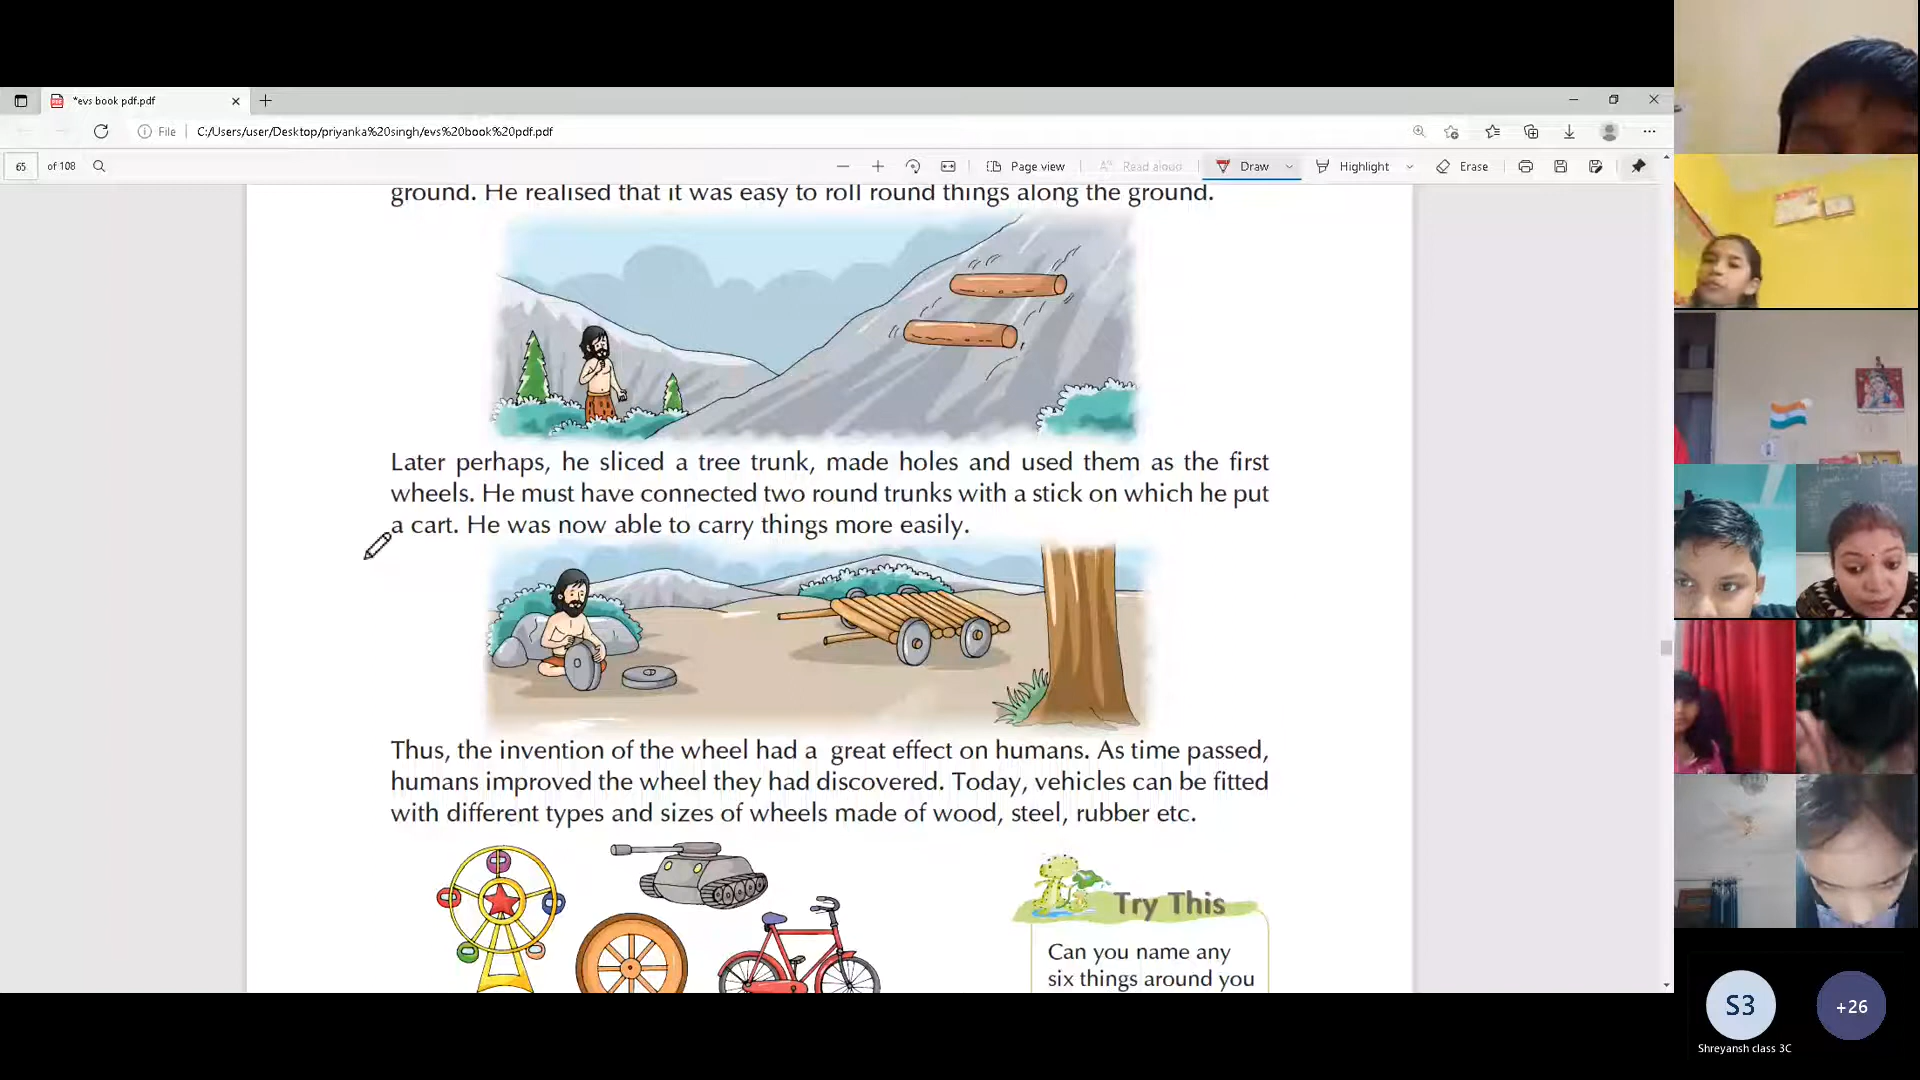 *evs book pdf.pdf
File
C:/Users/user/Desktop/priyanka%20singh/evs%20book%20pdf.pdf
65 of 108
Page view
Read aloud
Draw
Highlight
Erase
ground. He realised that it was easy to roll round things along the ground.
Later perhaps, he sliced a tree trunk, made holes and used them as the first
wheels. He must have connected two round trunks with a stick on which he put
a cart. He was now able to carry things more easily.
Thus, the invention of the wheel had a great effect on humans. As time passed,
humans improved the wheel they had discovered. Today, vehicles can be fitted
with different types and sizes of wheels made of wood, steel, rubber etc.
Try This
Can you name any
six things around you
S3
+26
Shreyansh class 3C